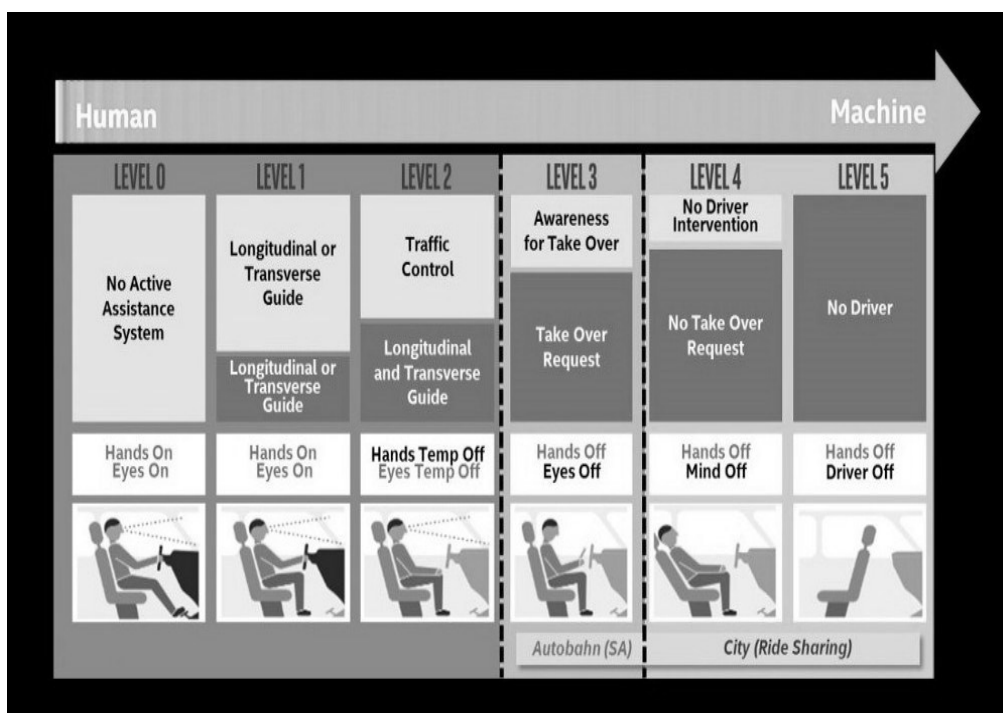 Human
Machine
LEVEL 0
LEVEL 1
LEVEL 2
LEVEL 3
LEVEL 4
LEVEL 5
No Active
Assistance
System
Longitudinal or
Transverse
Guide
Longitudinal or
Transverse
Guide
Traffic
Control
Longitudinal
and Transverse
Guide
Awareness
for Take Over
Take Over
Request
No Driver
Intervention
No Take Over
Request
No Driver
Hands On
Eyes On
Hands On
Eyes On
Hands Temp Off
Eyes Temp Off
Hands Off
Eyes Off
Hands Off
Mind Off
Hands Off
Driver Off
Autobahn (SA)
City (Ride Sharing)